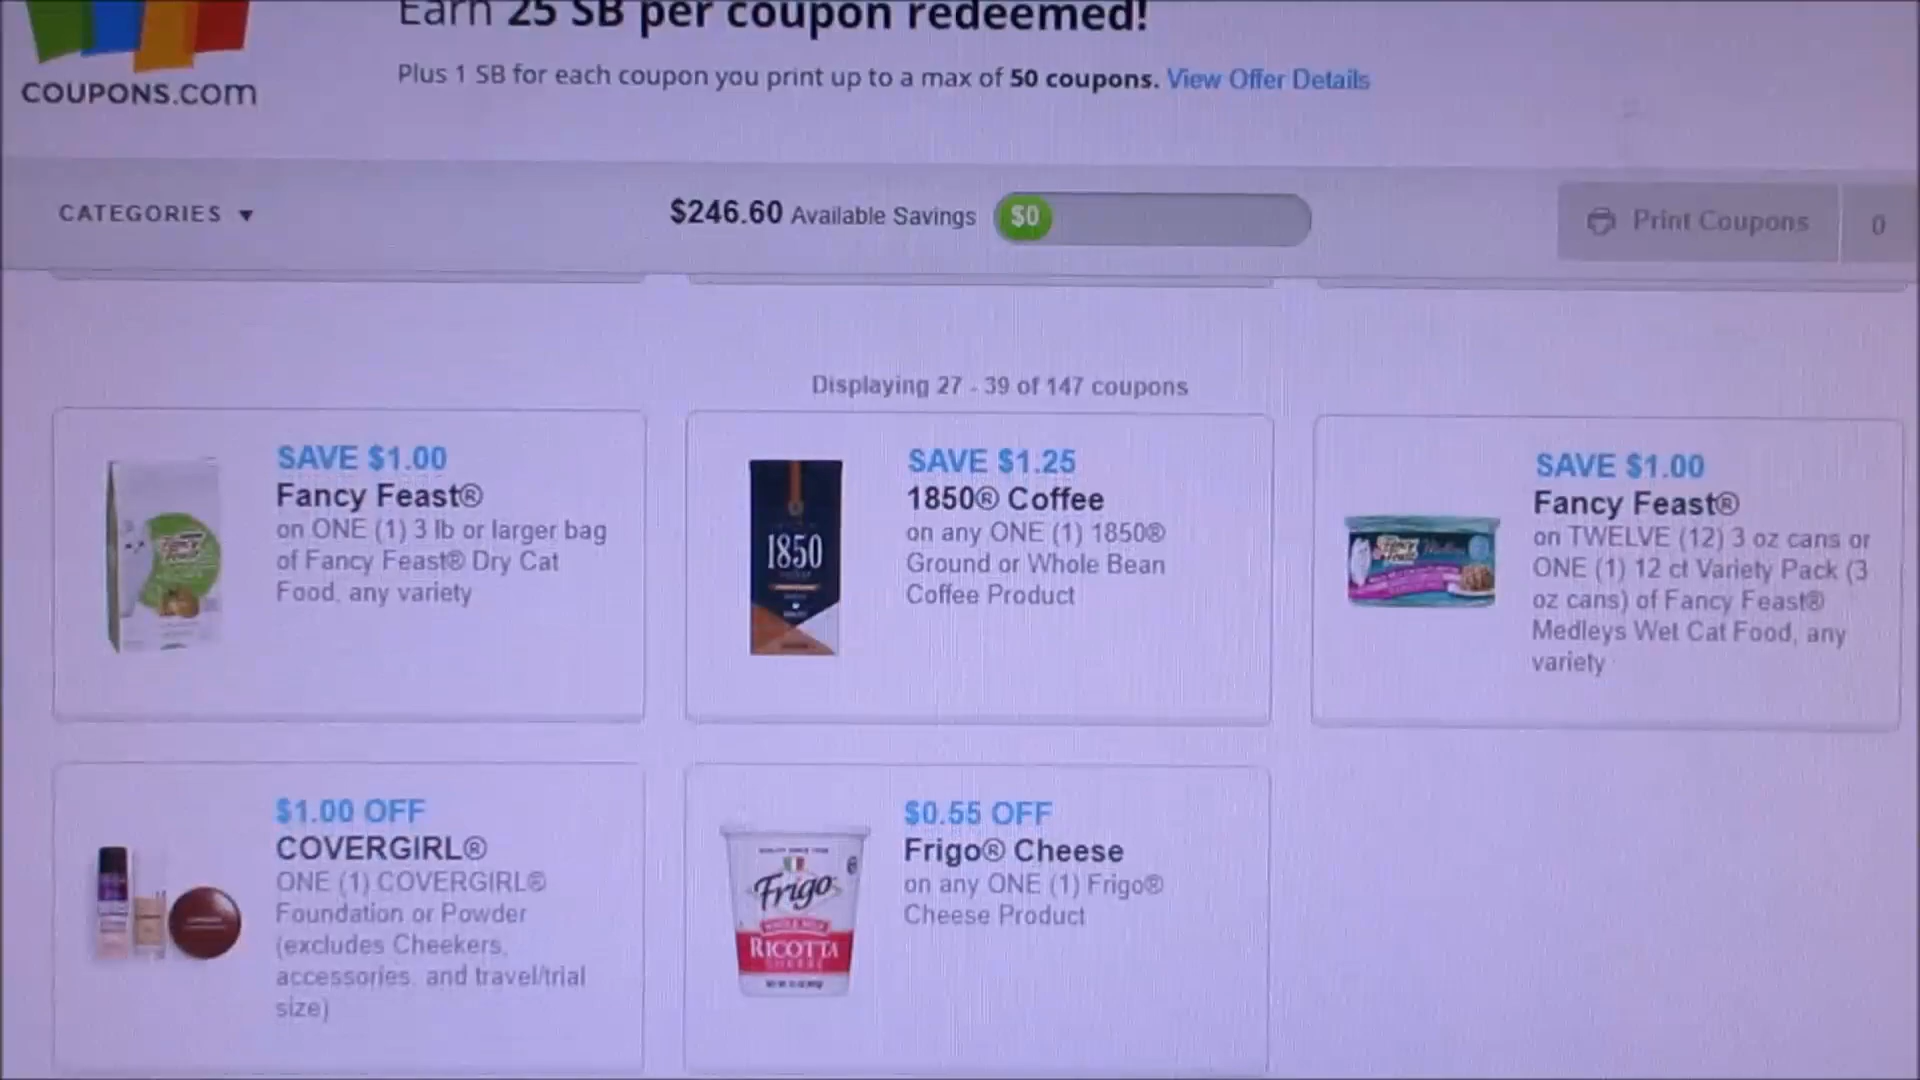 Earn 25 SB per coupon redeemed!
COUPONS.com
Plus 1 SB for each coupon you print up to a max of 50 coupons. View Offer Details
CATEGORIES ▼
$246.60 Available Savings
$0
Print Coupons
0
Displaying 27 - 39 of 147 coupons
SAVE $1.00
Fancy Feast®
on ONE (1) 3 lb or larger bag
of Fancy Feast® Dry Cat
Food, any variety
1850
SAVE $1.25
1850® Coffee
on any ONE (1) 1850®
Ground or Whole Bean
Coffee Product
SAVE $1.00
Fancy Feast®
on TWELVE (12) 3 oz cans or
ONE (1) 12 ct Variety Pack (3
oz cans) of Fancy Feast®
Medleys Wet Cat Food, any
variety
$1.00 OFF
COVERGIRL®
ONE (1) COVERGIRL®
Foundation or Powder
(excludes Cheekers,
accessories, and travel/trial
size)
Frigo
RICOTTA
CHEESE
$0.55 OFF
Frigo® Cheese
on any ONE (1) Frigo®
Cheese Product